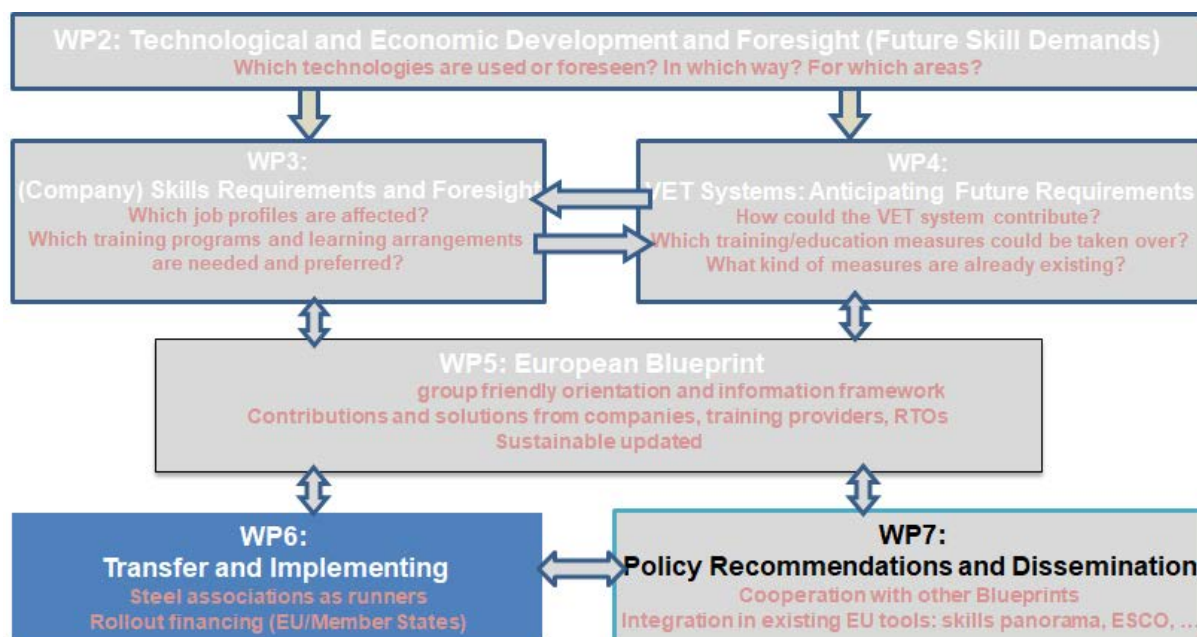 WP2: Technological and Economic Development and Foresight (Future Skill Demands)
Which technologies are used or foreseen? In which way? For which areas?
WP3:
(Company) Skills Requirements and Foresight
Which job profiles are affected?
Which training programs and learning arrangements
are needed and preferred?
WP4:
VET Systems: Anticipating Future Requirements
How could the VET system contribute?
Which training/education measures could be taken over?
What kind of measures are already existing?
WP5: European Blueprint
group friendly orientation and information framework
Contributions and solutions from companies, training providers, RTOs
Sustainable updated
WP6:
Transfer and Implementing
Steel associations as runners
Rollout financing (EU/Member States)
WP7:
Policy Recommendations and Dissemination
Cooperation with other Blueprints
Integration in existing EU tools: skills panorama, ESCO, ...